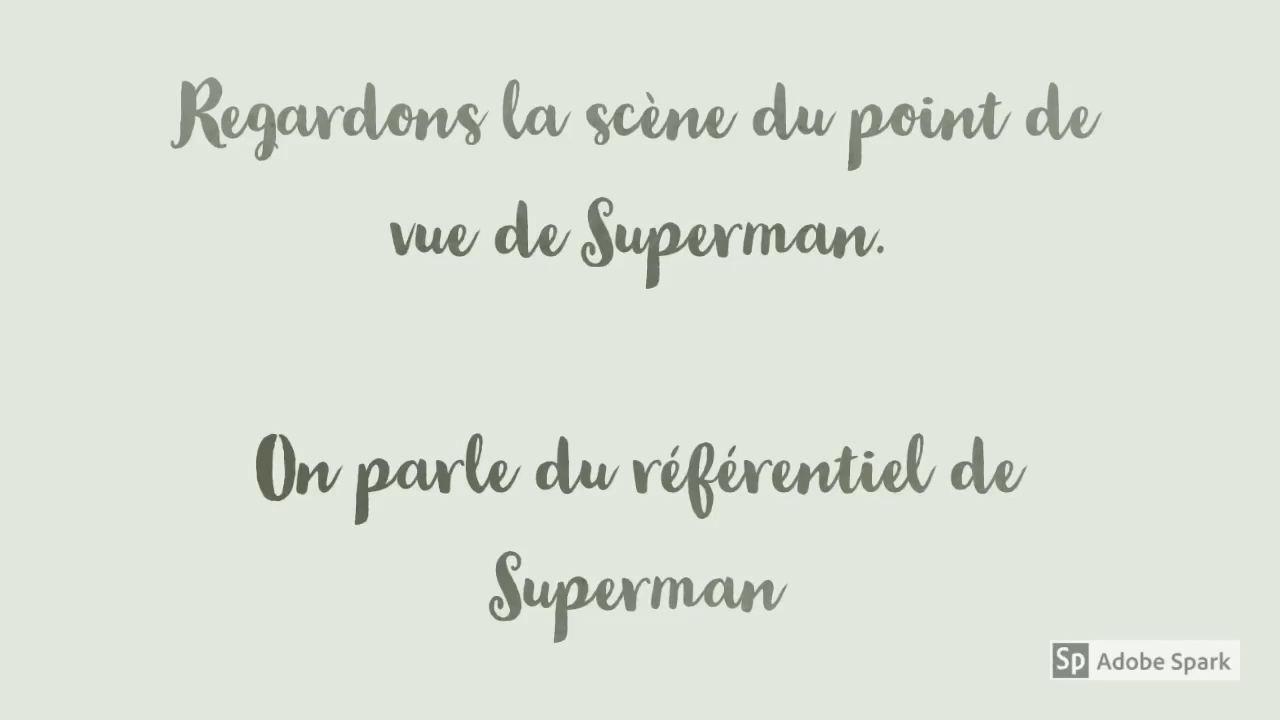 Regardons la scène du point de
vue de Superman.
On parle du référentiel de
Superman
Sp Adobe Spark